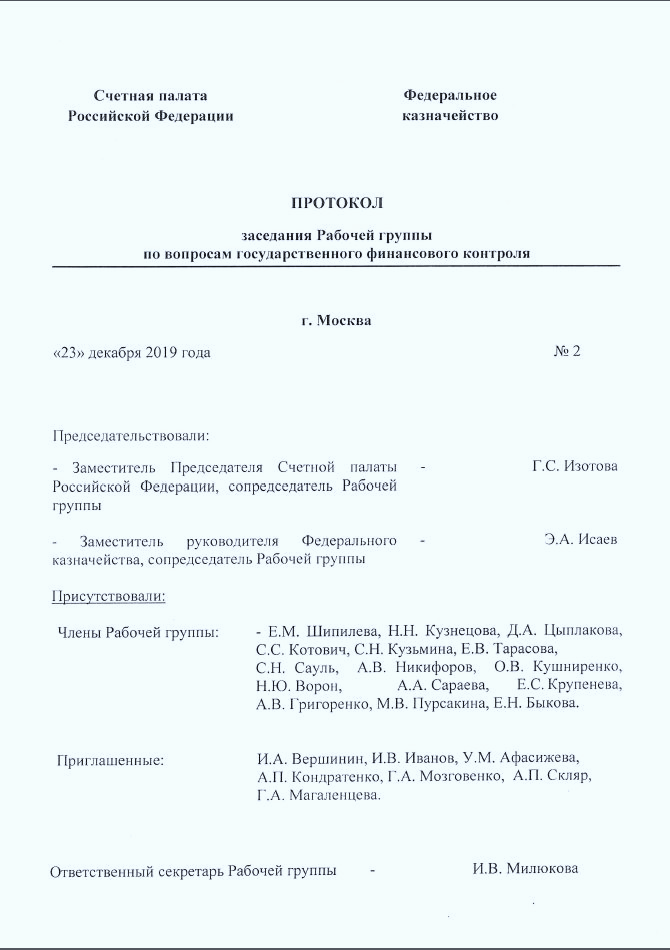 Счетная палата
Российской Федерации
Федеральное
казначейство
ПРОТОКОЛ
заседания Рабочей группы
по вопросам государственного финансового контроля
г. Москва
«23» декабря 2019 года № 2
Председательствовали:
- Заместитель Председателя Счетной палаты - Г.С. Изотова
Российской Федерации, сопредседатель Рабочей
группы
- Заместитель руководителя Федерального - Э.А. Исаев
казначейства, сопредседатель Рабочей группы
Присутствовали:
Члены Рабочей группы: - Е.М. Шипилева, Н.Н. Кузнецова, Д.А. Цыплакова,
С.С. Котович, С.Н. Кузьмина, Е.В. Тарасова,
С.Н. Сауль, А.В. Никифоров, О.В. Кушниренко,
Н.Ю. Ворон, А.А. Сараева, Е.С. Крупенева,
А.В. Григоренко, М.В. Пурсакина, Е.Н. Быкова.
Приглашенные: И.А. Вершинин, И.В. Иванов, У.М. Афасижева,
А.П. Кондратенко, Г.А. Мозговенко, А.П. Скляр,
Г.А. Магаленцева.
Ответственный секретарь Рабочей группы - И.В. Милюкова